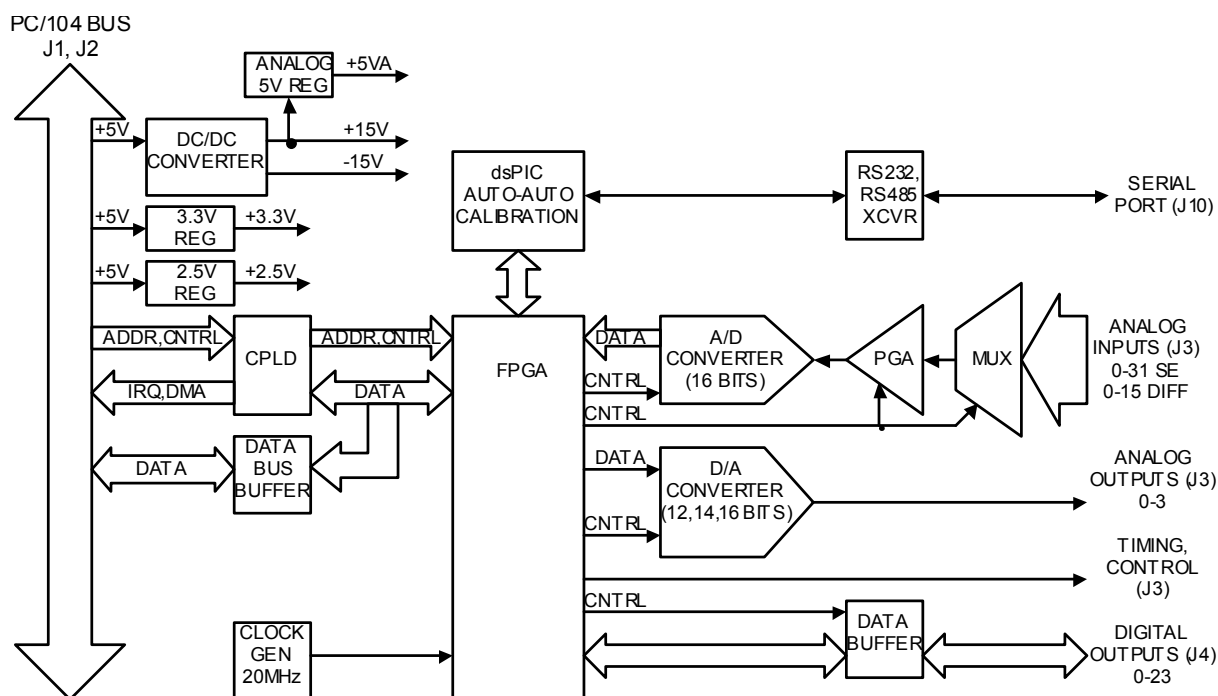 PC/104 BUS
J1, J2
ANALOG
5V REG
+5VA
+5V
DC/DC
CONVERTER
+15V
-15V
+5V
3.3V
REG
+3.3V
+5V
2.5V
REG
+2.5V
dsPIC
AUTO-AUTO
CALIBRATION
RS232,
RS485
XCVR
SERIAL
PORT (J10)
ADDR,CNTRL
CPLD
ADDR,CNTRL
IRQ,DMA
DATA
DATA
DATA
BUS
BUFFER
FPGA
DATA
CNTRL
A/D
CONVERTER
(16 BITS)
PGA
MUX
ANALOG
INPUTS (J3)
0-31 SE
0-15 DIFF
CNTRL
DATA
CNTRL
D/A
CONVERTER
(12,14,16 BITS)
ANALOG
OUTPUTS (J3)
0-3
TIMING,
CONTROL
(J3)
CNTRL
DATA
BUFFER
DIGITAL
OUTPUTS (J4)
0-23
CLOCK
GEN
20MHz